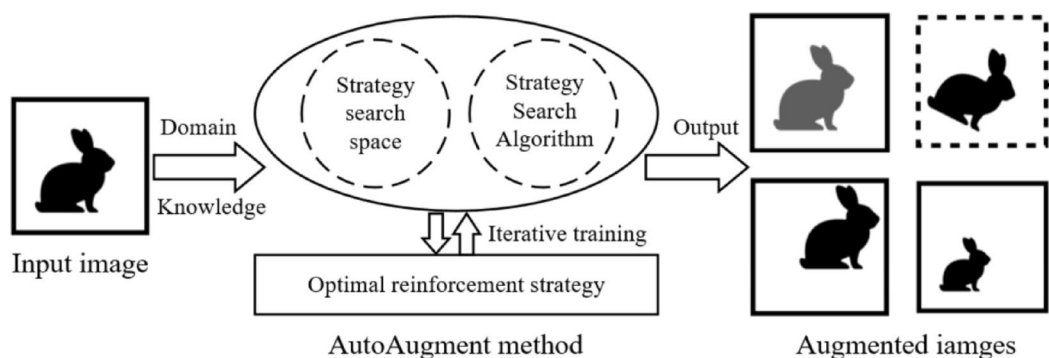 Input image
Domain
Knowledge
Strategy
search
space
Strategy
Search
Algorithm
Iterative training
Optimal reinforcement strategy
AutoAugment method
Output
Augmented iamges